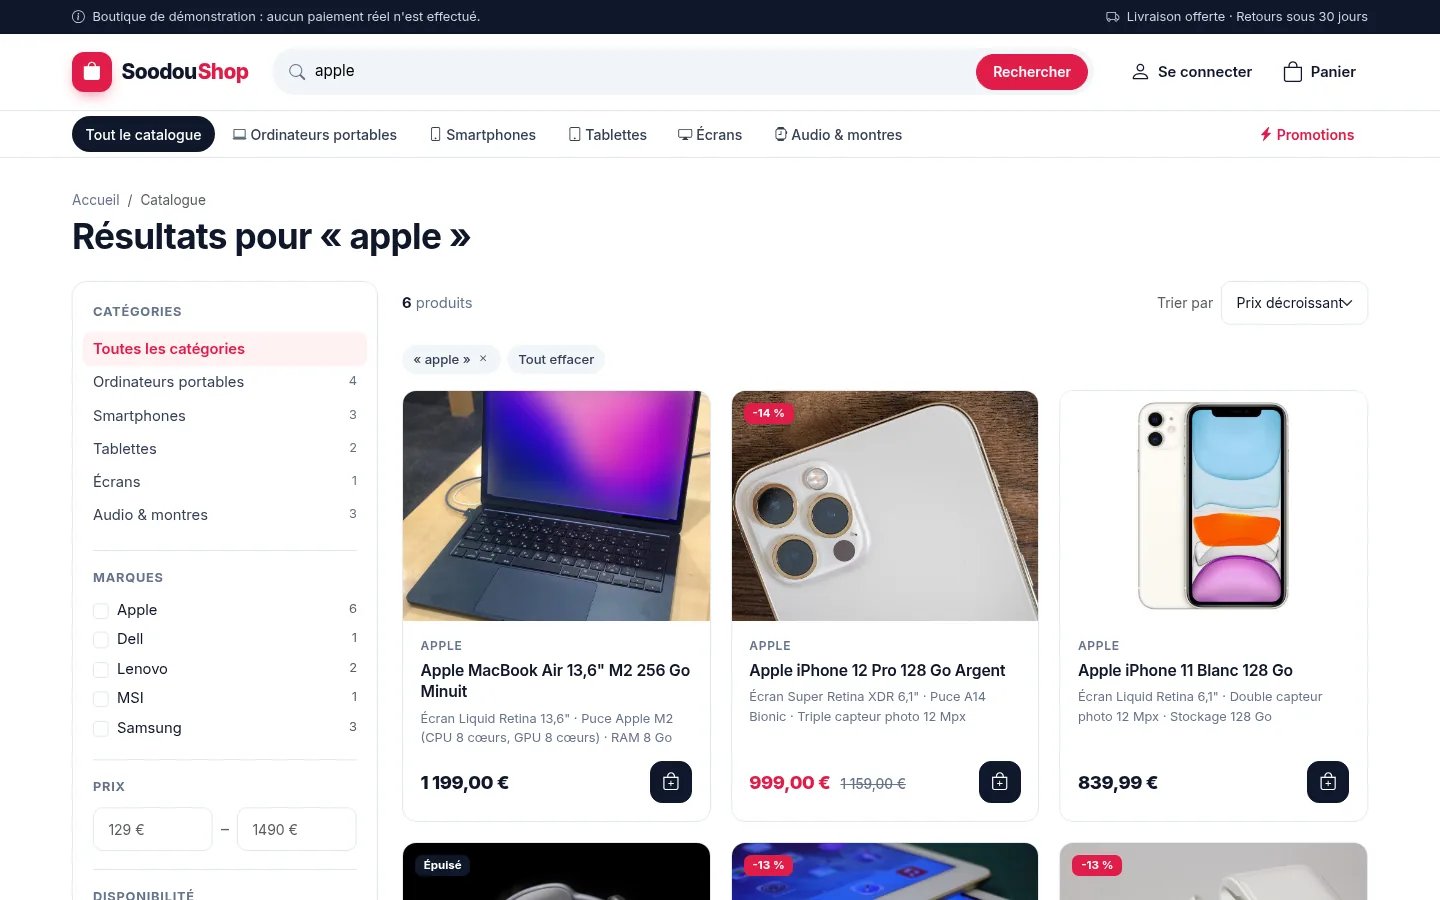 Boutique de démonstration : aucun paiement réel n'est effectué.
Livraison offerte · Retours sous 30 jours
SoodouShop
apple
Rechercher
Se connecter
Panier
Tout le catalogue
Ordinateurs portables
Smartphones
Tablettes
Écrans
Audio & montres
Promotions
Accueil / Catalogue
Résultats pour « apple »
CATÉGORIES
Toutes les catégories
Ordinateurs portables 4
Smartphones 3
Tablettes 2
Écrans 1
Audio & montres 3
MARQUES
Apple 6
Dell 1
Lenovo 2
MSI 1
Samsung 3
PRIX
129 € – 1490 €
DISPONIBILITÉ
6 produits
Trier par Prix décroissant
« apple » ×
Tout effacer
APPLE
Apple MacBook Air 13,6" M2 256 Go
Minuit
Écran Liquid Retina 13,6" · Puce Apple M2
(CPU 8 cœurs, GPU 8 cœurs) · RAM 8 Go
1 199,00 €
-14 %
APPLE
Apple iPhone 12 Pro 128 Go Argent
Écran Super Retina XDR 6,1" · Puce A14
Bionic · Triple capteur photo 12 Mpx
999,00 € 1 159,00 €
APPLE
Apple iPhone 11 Blanc 128 Go
Écran Liquid Retina 6,1" · Double capteur
photo 12 Mpx · Stockage 128 Go
839,99 €
Épuisé
-13 %
-13 %